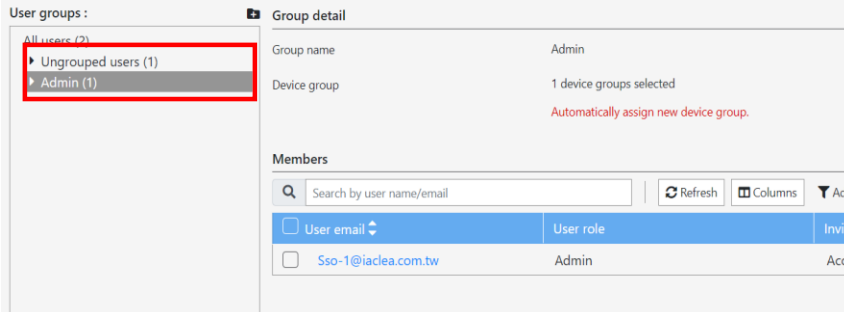 User groups :
All users (2)
Ungrouped users (1)
Admin (1)
Group detail
Group name Admin
Device group 1 device groups selected
Automatically assign new device group.
Members
Search by user name/email Refresh Columns
User email User role
Sso-1@iaclea.com.tw Admin